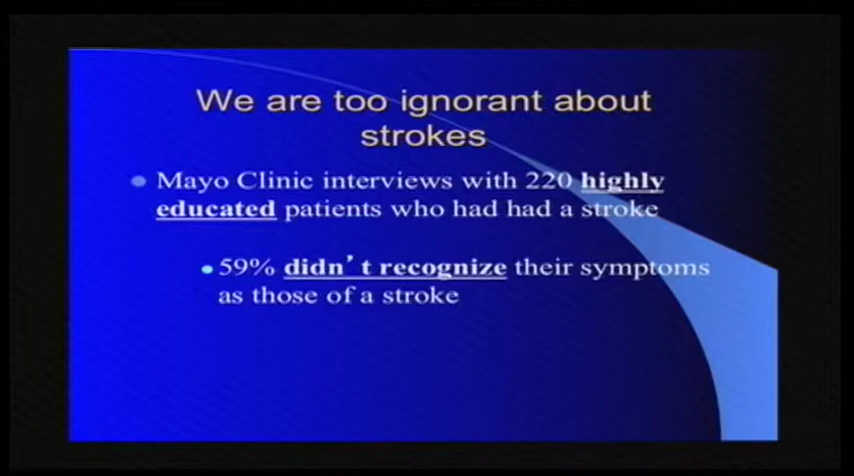 We are too ignorant about
strokes
Mayo Clinic interviews with 220 highly
educated patients who had had a stroke
59% didn't recognize their symptoms
as those of a stroke